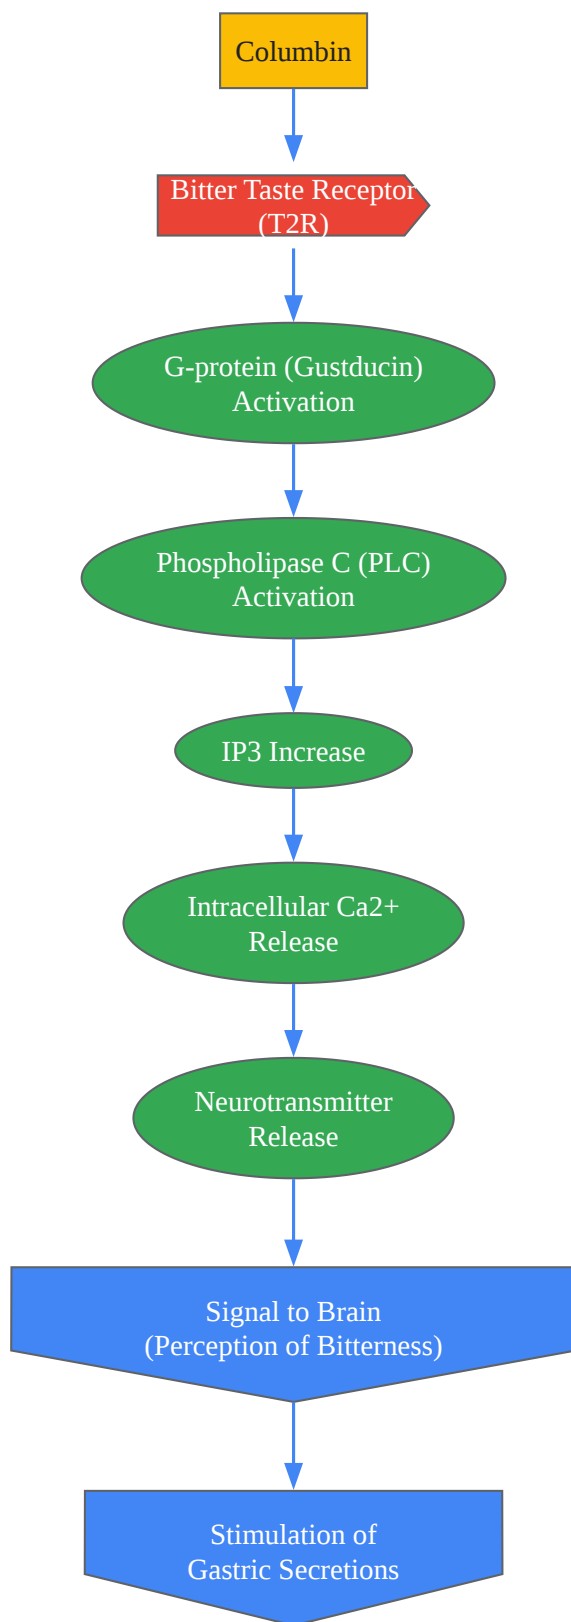 Columbin
Bitter Taste Receptor
(T2R)
G-protein (Gustducin)
Activation
Phospholipase C (PLC)
Activation
IP3 Increase
Intracellular Ca2+
Release
Neurotransmitter
Release
Signal to Brain
(Perception of Bitterness)
Stimulation of
Gastric Secretions